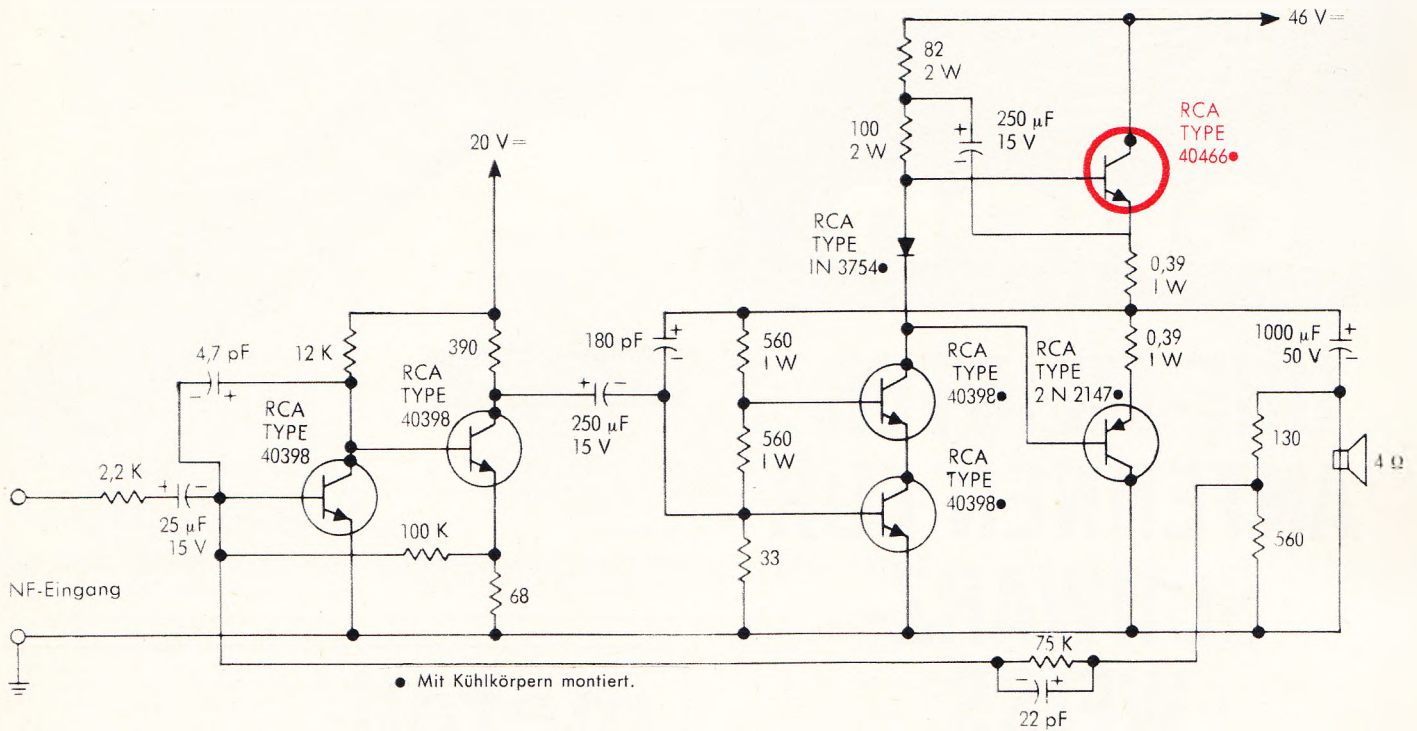 46 V=
82
2 W
100
2 W
250 µF
15 V
RCA
TYPE
40466●
20 V=
RCA
TYPE
IN 3754●
0,39
1 W
4,7 pF
12 K
390
RCA
TYPE
40398
180 pF
560
1 W
RCA
TYPE
40398●
RCA
TYPE
2 N 2147●
0,39
1 W
1000 µF
50 V
RCA
TYPE
40398
250 µF
15 V
560
1 W
RCA
TYPE
40398●
130
4 Ω
2,2 K
25 µF
15 V
100 K
33
560
NF-Eingang
68
75 K
● Mit Kühlkörpern montiert.
22 pF